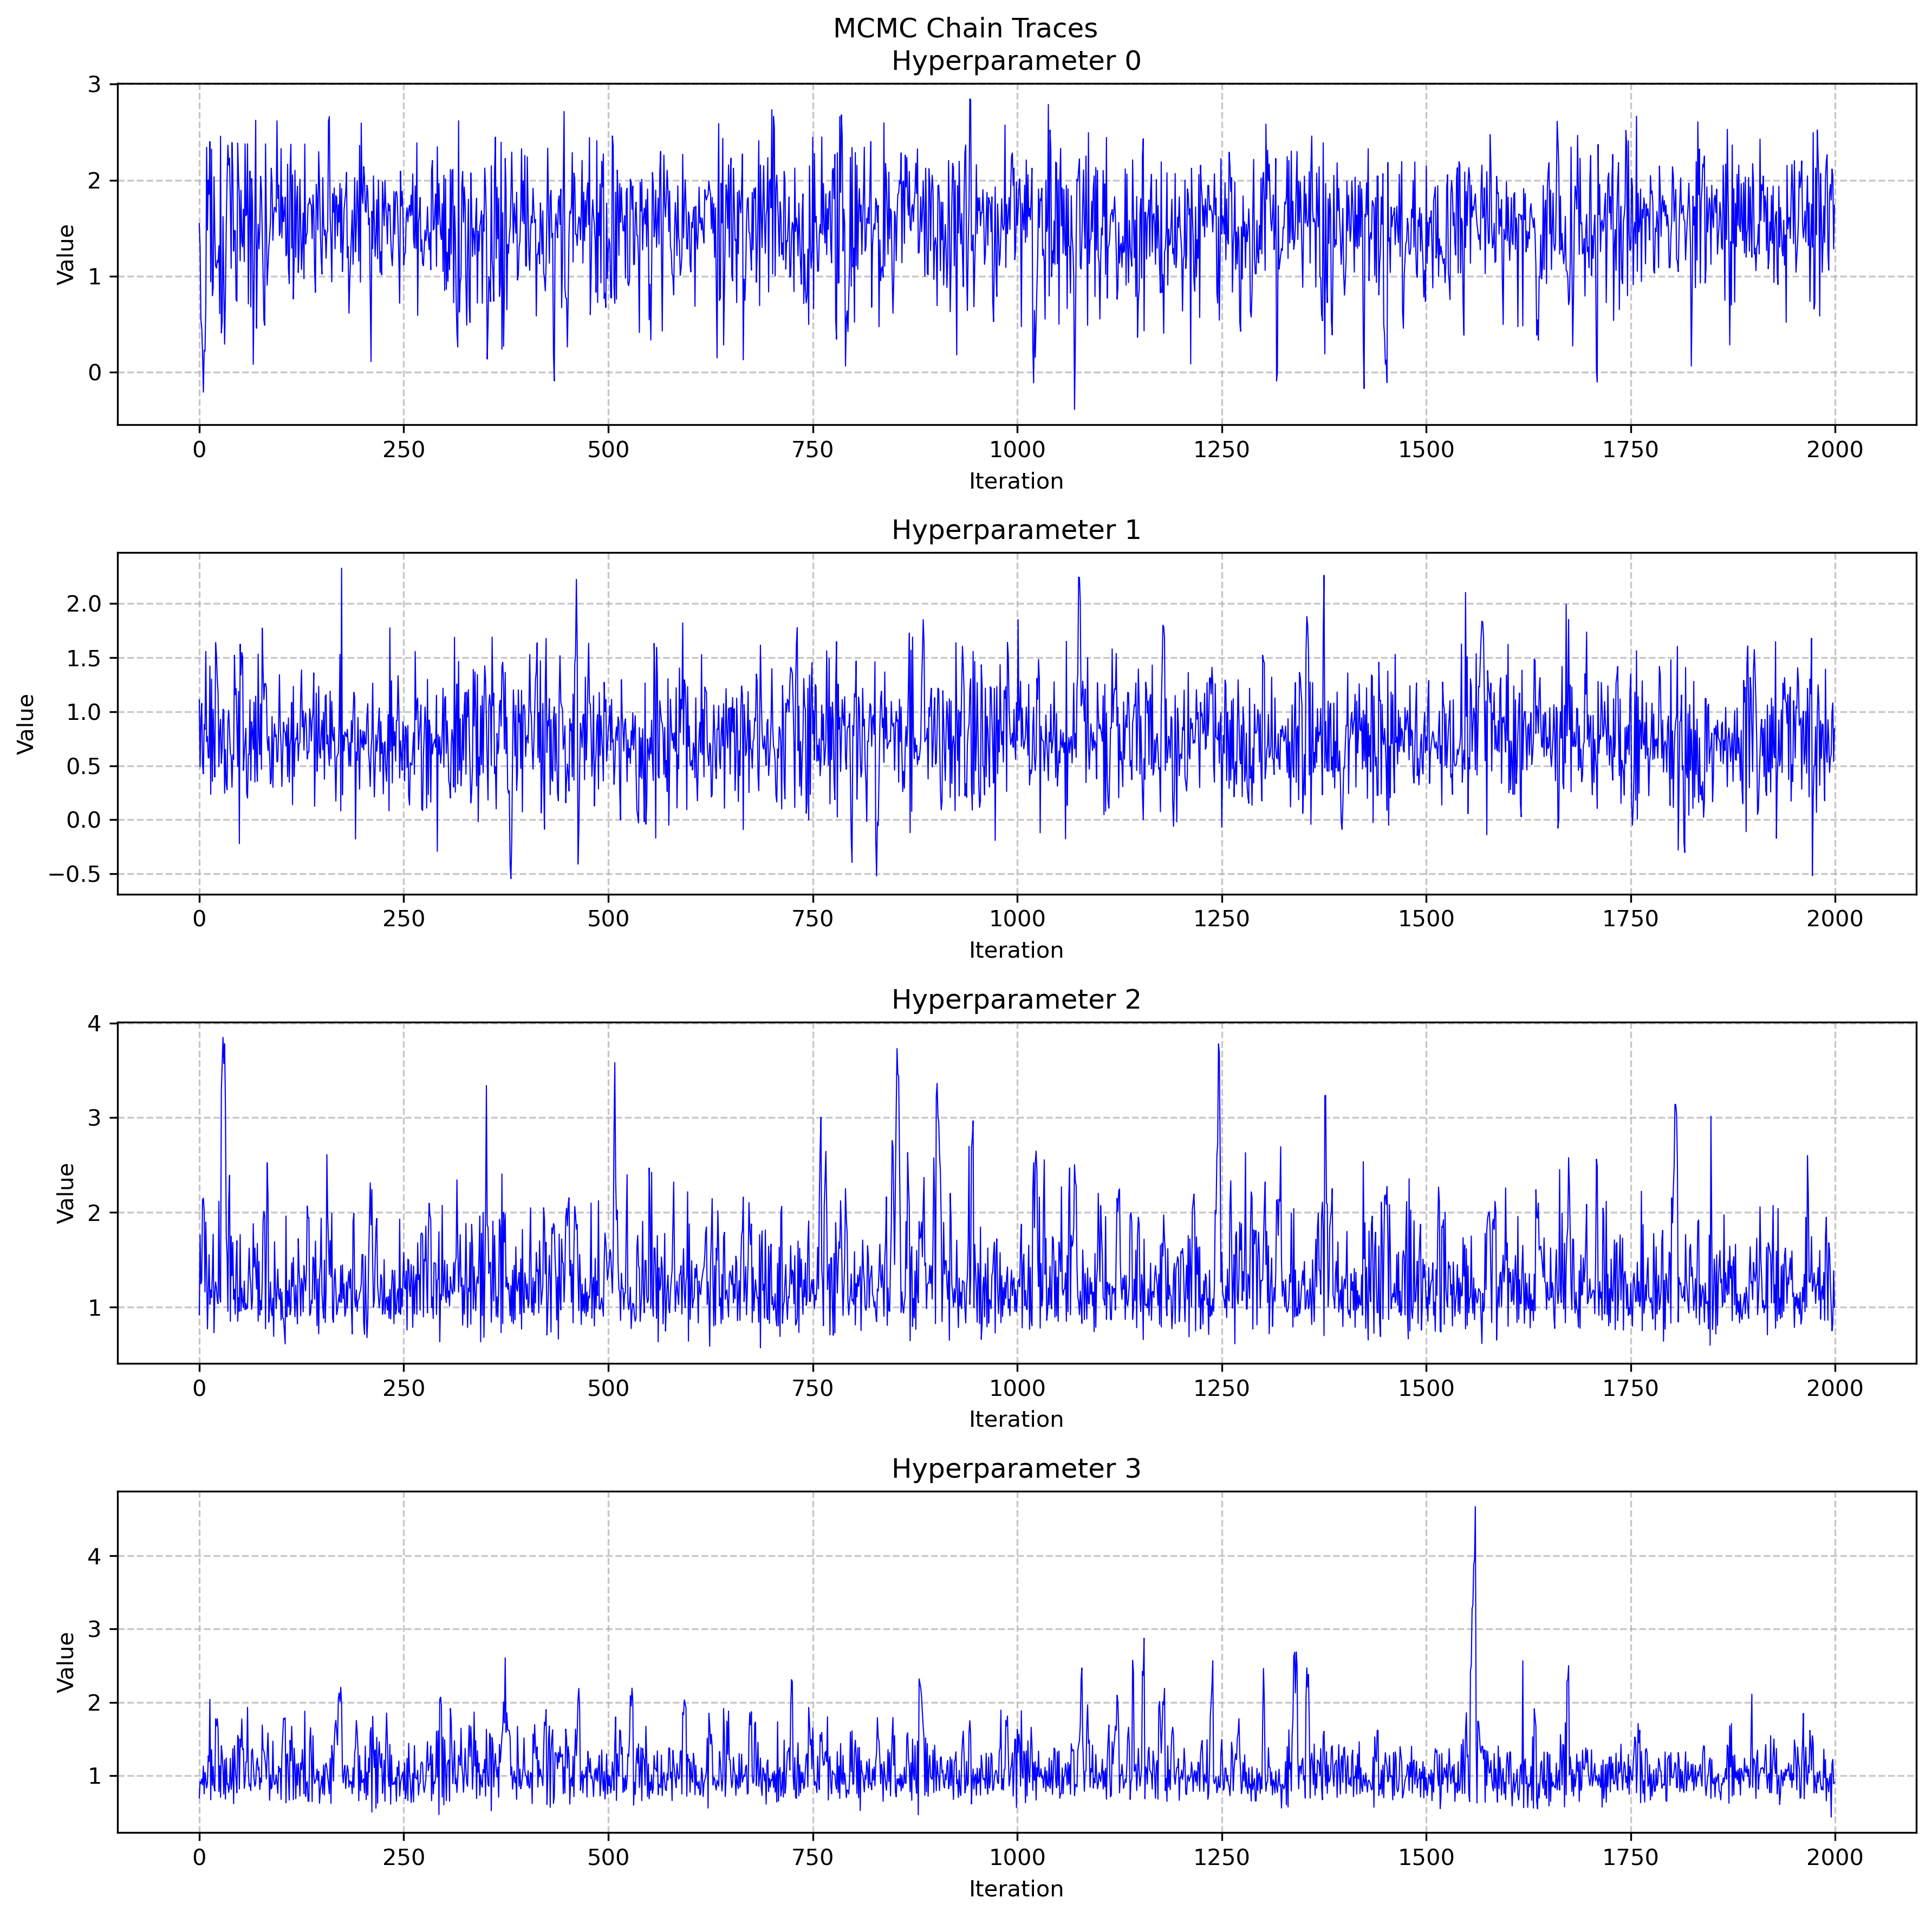 MCMC Chain Traces
Hyperparameter 0
3
2
1
0
Value
0 250 500 750 1000 1250 1500 1750 2000
Iteration
Hyperparameter 1
2.0
1.5
1.0
0.5
0.0
−0.5
Value
0 250 500 750 1000 1250 1500 1750 2000
Iteration
Hyperparameter 2
4
3
2
1
Value
0 250 500 750 1000 1250 1500 1750 2000
Iteration
Hyperparameter 3
4
3
2
1
Value
0 250 500 750 1000 1250 1500 1750 2000
Iteration